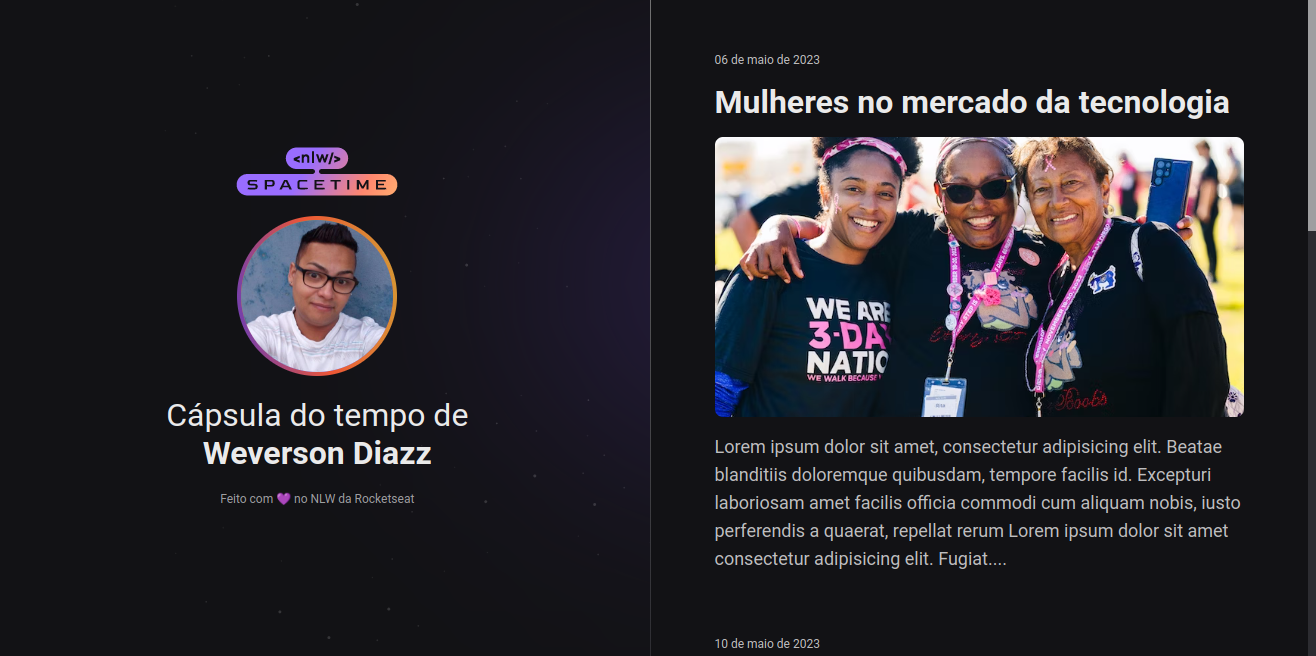 <nlw/>
SPACETIME
Cápsula do tempo de
Weverson Diazz
Feito com 💜 no NLW da Rocketseat
06 de maio de 2023
Mulheres no mercado da tecnologia
WE ARE
3-DA
NATIO
WE WALK BECAUSE
Lorem ipsum dolor sit amet, consectetur adipisicing elit. Beatae
blanditiis doloremque quibusdam, tempore facilis id. Excepturi
laboriosam amet facilis officia commodi cum aliquam nobis, iusto
perferendis a quaerat, repellat rerum Lorem ipsum dolor sit amet
consectetur adipisicing elit. Fugiat....
10 de maio de 2023